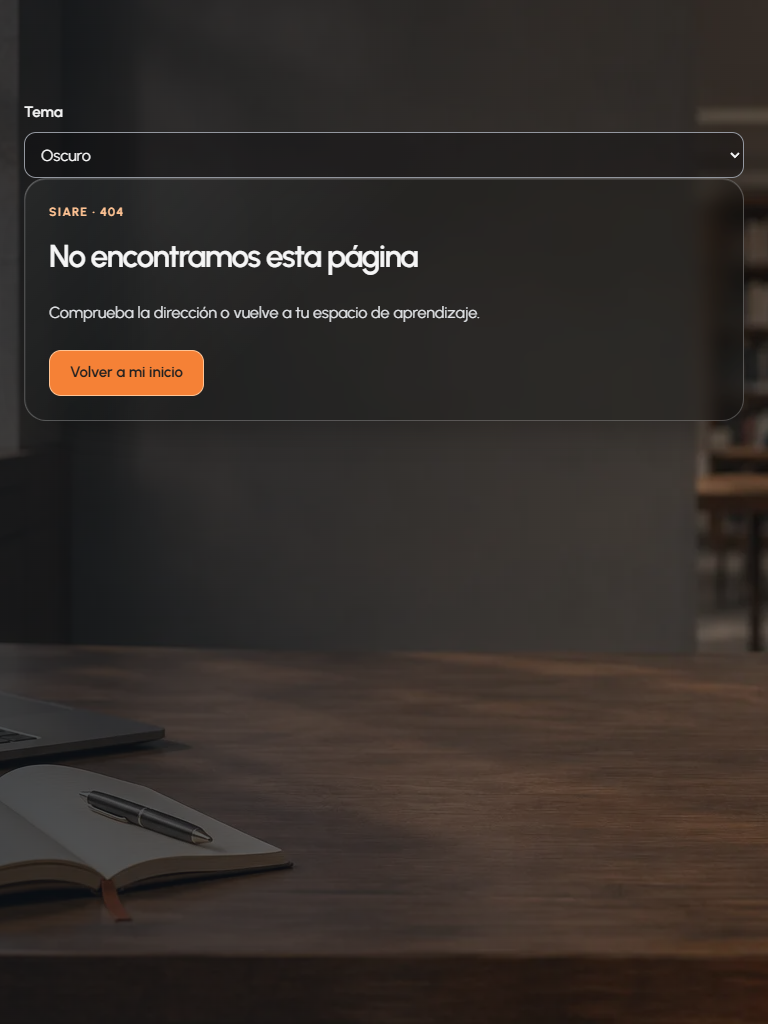 Tema
Oscuro
SIARE · 404
No encontramos esta página
Comprueba la dirección o vuelve a tu espacio de aprendizaje.
Volver a mi inicio